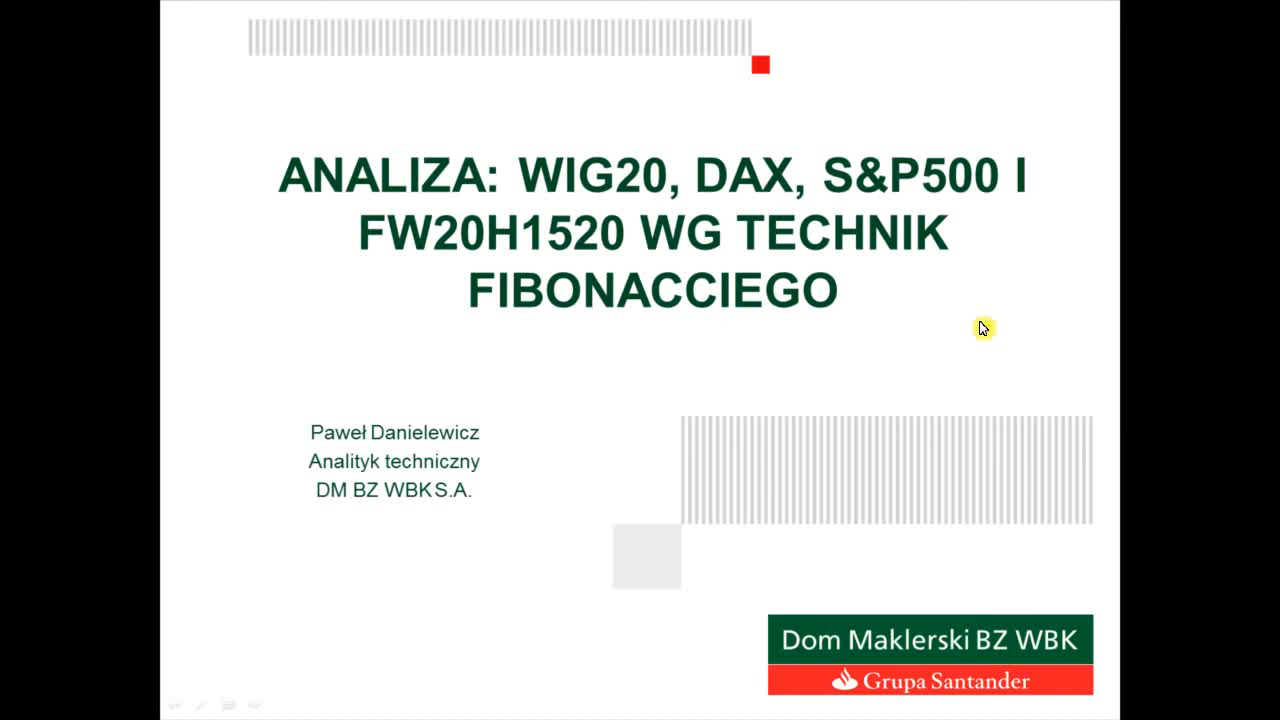 ANALIZA: WIG20, DAX, S&P500 I
FW20H1520 WG TECHNIK
FIBONACCIEGO
Paweł Danielewicz
Analityk techniczny
DM BZ WBK S.A.
Dom Maklerski BZ WBK
Grupa Santander